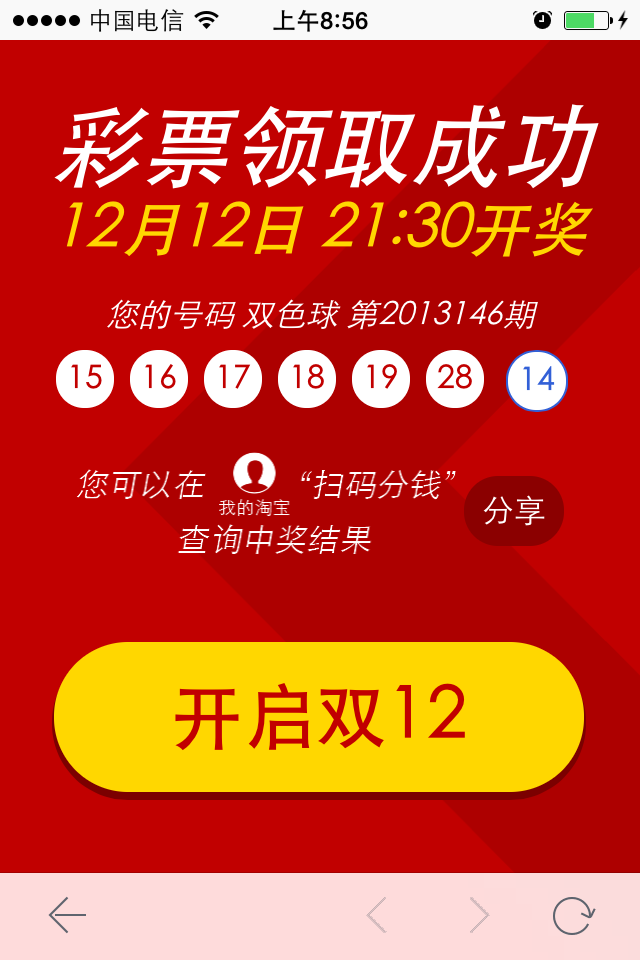 中国电信 上午8:56
彩票领取成功
12月12日 21:30开奖
您的号码 双色球 第2013146期
15 16 17 18 19 28 14
您可以在 我的淘宝 “扫码分钱”
查询中奖结果
分享
开启双12